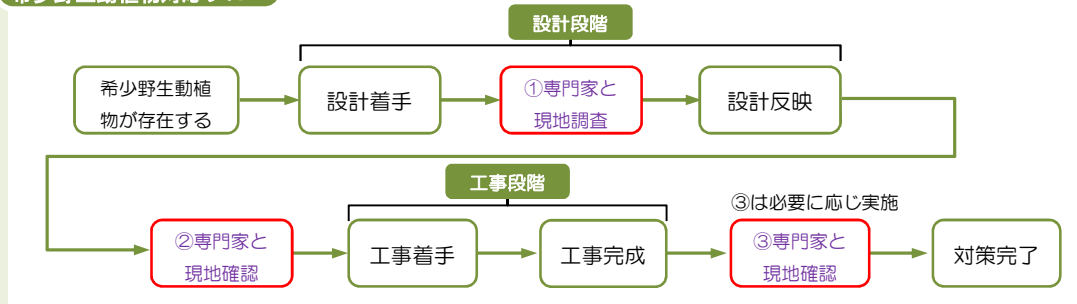 設計段階
希少野生動植
物が存在する
設計着手
①専門家と
現地調査
設計反映
工事段階
③は必要に応じ実施
②専門家と
現地確認
工事着手
工事完成
③専門家と
現地確認
対策完了